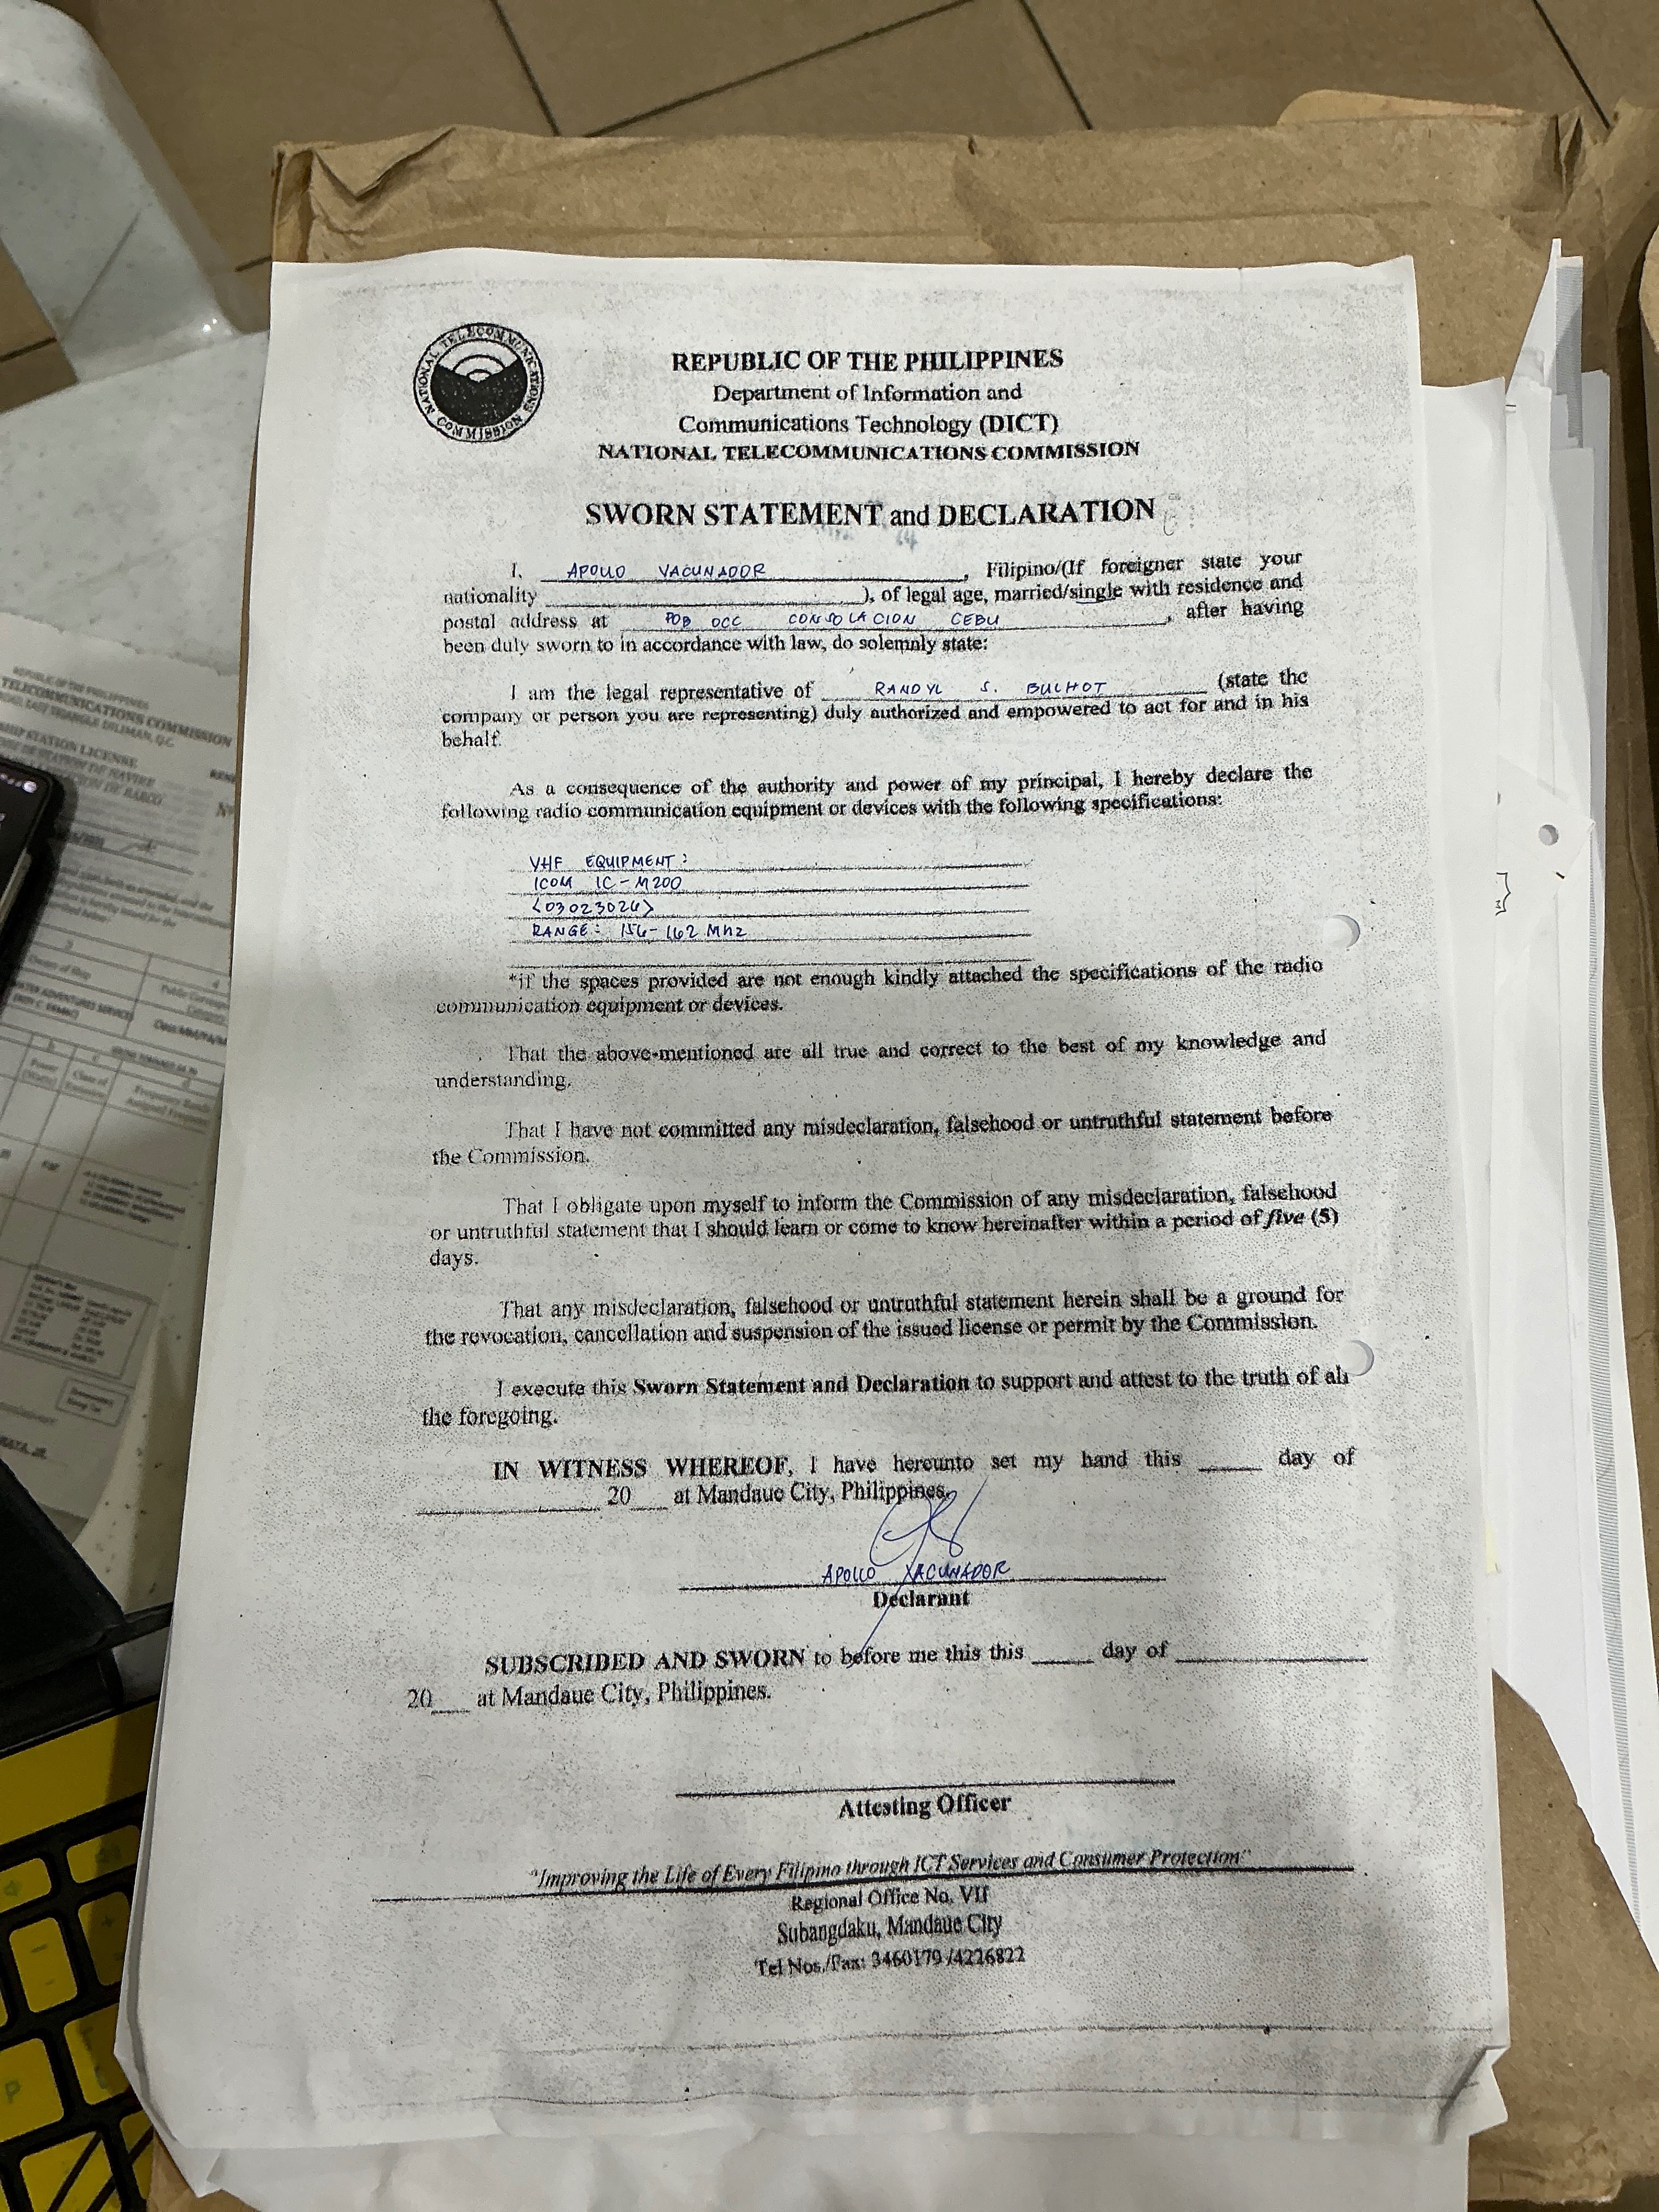 NATIONAL TELECOMMUNICATIONS COMMISSION
REPUBLIC OF THE PHILIPPINES
Department of Information and
Communications Technology (DICT)
NATIONAL TELECOMMUNICATIONS COMMISSION
SWORN STATEMENT and DECLARATION
I, APOLLO VACUNADOR, Filipino/(If foreigner state your
nationality ), of legal age, married/single with residence and
postal address at POB OCC CONSOLACION CEBU, after having
been duly sworn to in accordance with law, do solemnly state:
I am the legal representative of RANDYL S. BULHOT (state the
company or person you are representing) duly authorized and empowered to act for and in his
behalf.
As a consequence of the authority and power of my principal, I hereby declare the
following radio communication equipment or devices with the following specifications:
VHF EQUIPMENT:
ICOM IC-M200
<03023026>
RANGE: 156-162 Mhz
*if the spaces provided are not enough kindly attached the specifications of the radio
communication equipment or devices.
That the above-mentioned are all true and correct to the best of my knowledge and
understanding.
That I have not committed any misdeclaration, falsehood or untruthful statement before
the Commission.
That I obligate upon myself to inform the Commission of any misdeclaration, falsehood
or untruthful statement that I should learn or come to know hereinafter within a period of five (5)
days.
That any misdeclaration, falsehood or untruthful statement herein shall be a ground for
the revocation, cancellation and suspension of the issued license or permit by the Commission.
I execute this Sworn Statement and Declaration to support and attest to the truth of all
the foregoing.
IN WITNESS WHEREOF, I have hereunto set my hand this ____ day of
____ 20__ at Mandaue City, Philippines.
APOLLO VACUNADOR
Declarant
SUBSCRIBED AND SWORN to before me this this ____ day of ____
20__ at Mandaue City, Philippines.
Attesting Officer
"Improving the Life of Every Filipino through ICT Services and Consumer Protection"
Regional Office No. VII
Subangdaku, Mandaue City
Tel Nos./Fax: 3460179/4226822
REPUBLIC OF THE PHILIPPINES
TELECOMMUNICATIONS COMMISSION
EAST TRIANGLE DILIMAN, Q.C.
STATION LICENSE